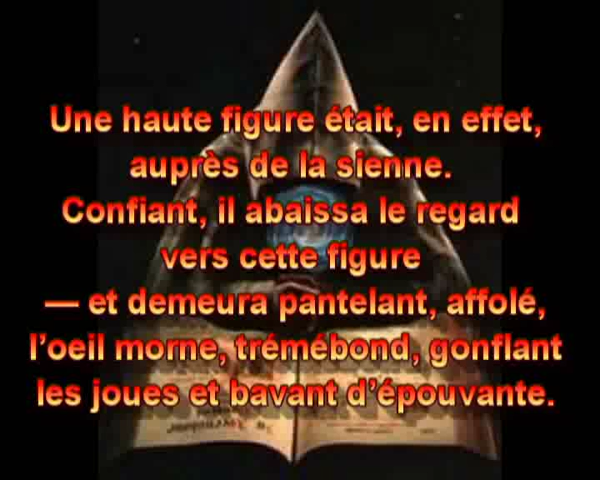 Une haute figure était, en effet,
auprès de la sienne.
Confiant, il abaissa le regard
vers cette figure
— et demeura pantelant, affolé,
l'oeil morne, trémébond, gonflant
les joues et bavant d'épouvante.